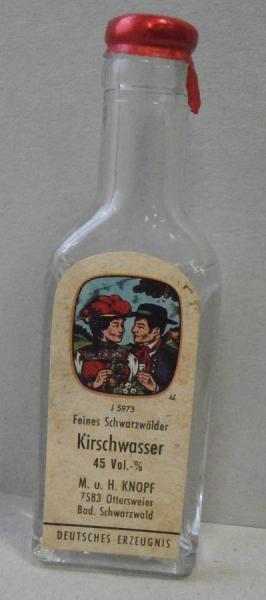 J 5973
Feines Schwarzwälder
Kirschwasser
45 Vol.-%
M. u. H. KNOPF
7583 Ottersweier
Bad. Schwarzwald
DEUTSCHES ERZEUGNIS